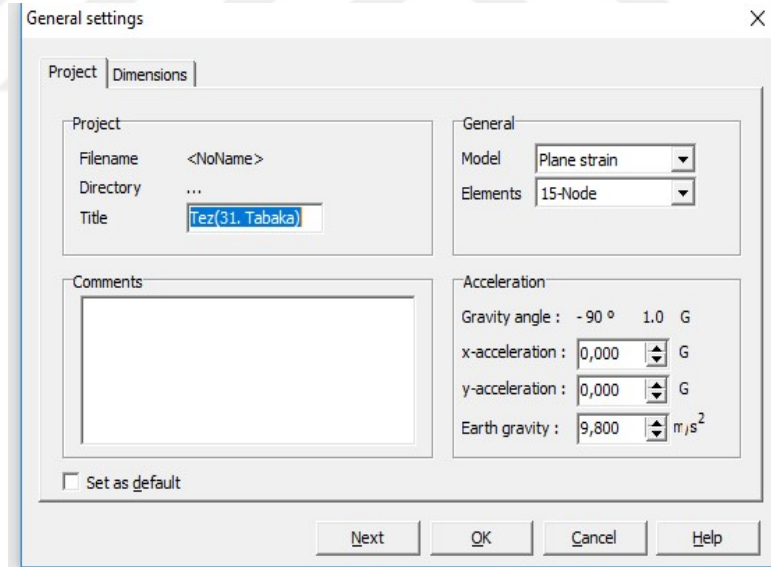 General settings
Project
Dimensions
Project
Filename <NoName>
Directory ...
Title Tez(31. Tabaka)
General
Model Plane strain
Elements 15-Node
Comments
Acceleration
Gravity angle : - 90 º 1.0 G
x-acceleration : 0,000 G
y-acceleration : 0,000 G
Earth gravity : 9,800 m/s²
Set as default
Next
OK
Cancel
Help